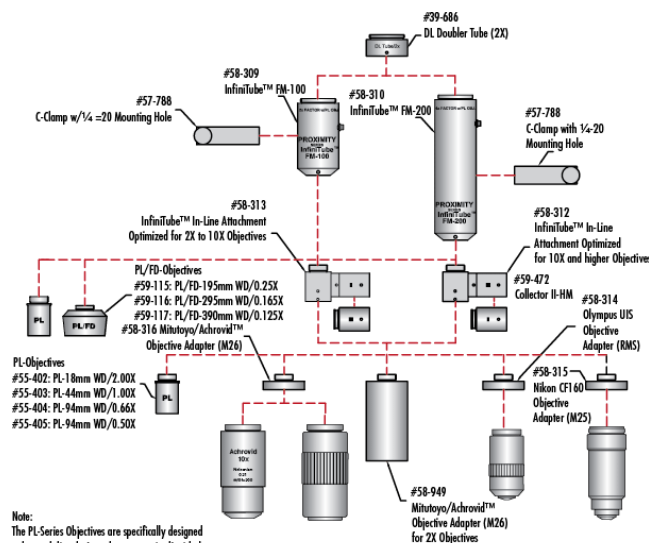 #39-686
DL Doubler Tube (2X)
DL Tube2x
#58-309
InfiniTube™ FM-100
#58-310
InfiniTube™ FM-200
#57-788
C-Clamp w/¼ =20 Mounting Hole
PROXIMITY
InfiniTube™
FM-100
#57-788
C-Clamp with ¼-20
Mounting Hole
PROXIMITY
InfiniTube™
FM-200
#58-313
InfiniTube™ In-Line Attachment
Optimized for 2X to 10X Objectives
#58-312
InfiniTube™ In-Line
Attachment Optimized
for 10X and higher Objectives
#59-472
Collector II-HM
PL
PL/FD
PL/FD-Objectives
#59-115: PL/FD-195mm WD/0.25X
#59-116: PL/FD-295mm WD/0.165X
#59-117: PL/FD-390mm WD/0.125X
#58-316 Mitutoyo/Achrovid™
Objective Adapter (M26)
#58-314
Olympus UIS
Objective
Adapter (RMS)
PL-Objectives
#55-402: PL-18mm WD/2.00X
#55-403: PL-44mm WD/1.00X
#55-404: PL-94mm WD/0.66X
#55-405: PL-94mm WD/0.50X
PL
#58-315
Nikon CF160
Objective
Adapter (M25)
Achrovid
10x
#58-949
Mitutoyo/Achrovid™
Objective Adapter (M26)
for 2X Objectives
Note:
The PL-Series Objectives are specifically designed